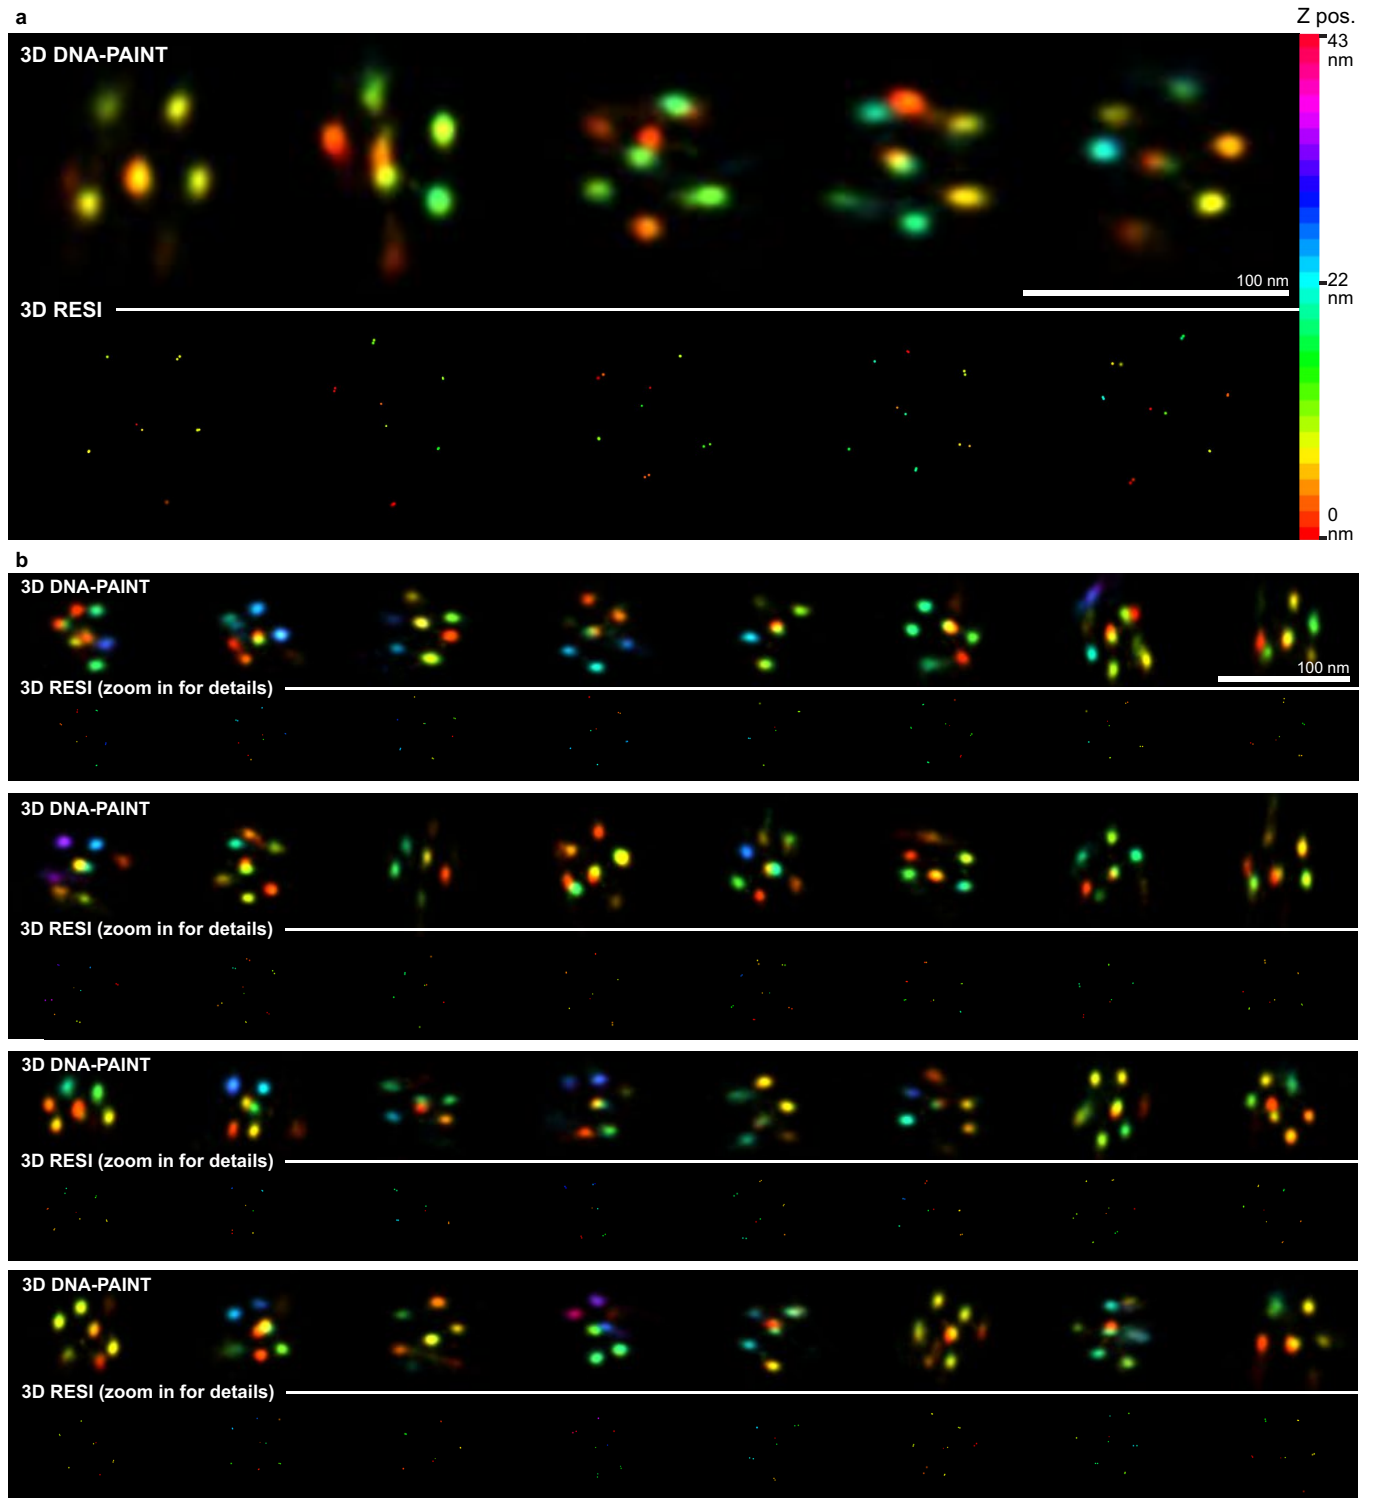 a
Z pos.
3D DNA-PAINT
43
nm
100 nm
22
nm
3D RESI
0
nm
b
3D DNA-PAINT
100 nm
3D RESI (zoom in for details)
3D DNA-PAINT
3D RESI (zoom in for details)
3D DNA-PAINT
3D RESI (zoom in for details)
3D DNA-PAINT
3D RESI (zoom in for details)